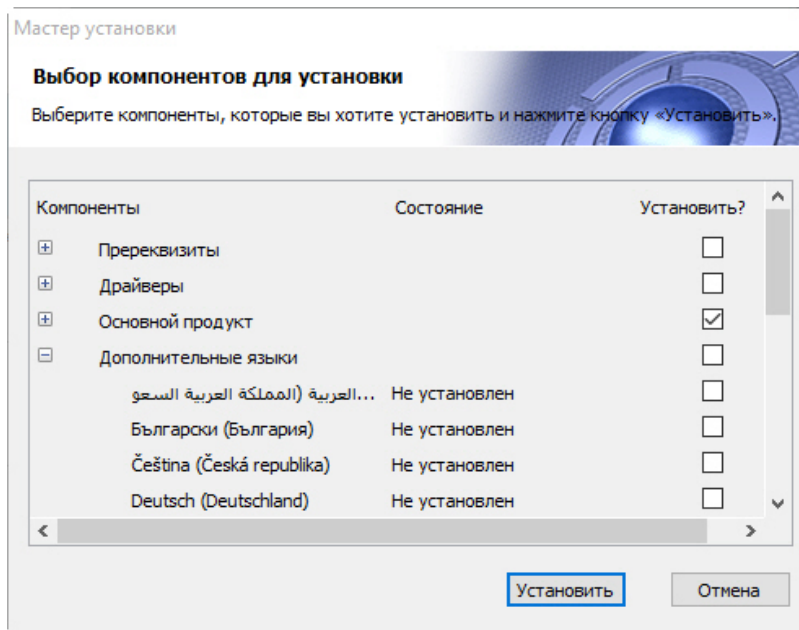 Мастер установки
Выбор компонентов для установки
Выберите компоненты, которые вы хотите установить и нажмите кнопку «Установить».
Компоненты Состояние Установить?
Пререквизиты
Драйверы
Основной продукт
Дополнительные языки
العربية (المملكة العربية السعو... Не установлен
Български (България) Не установлен
Čeština (Česká republika) Не установлен
Deutsch (Deutschland) Не установлен
Установить Отмена